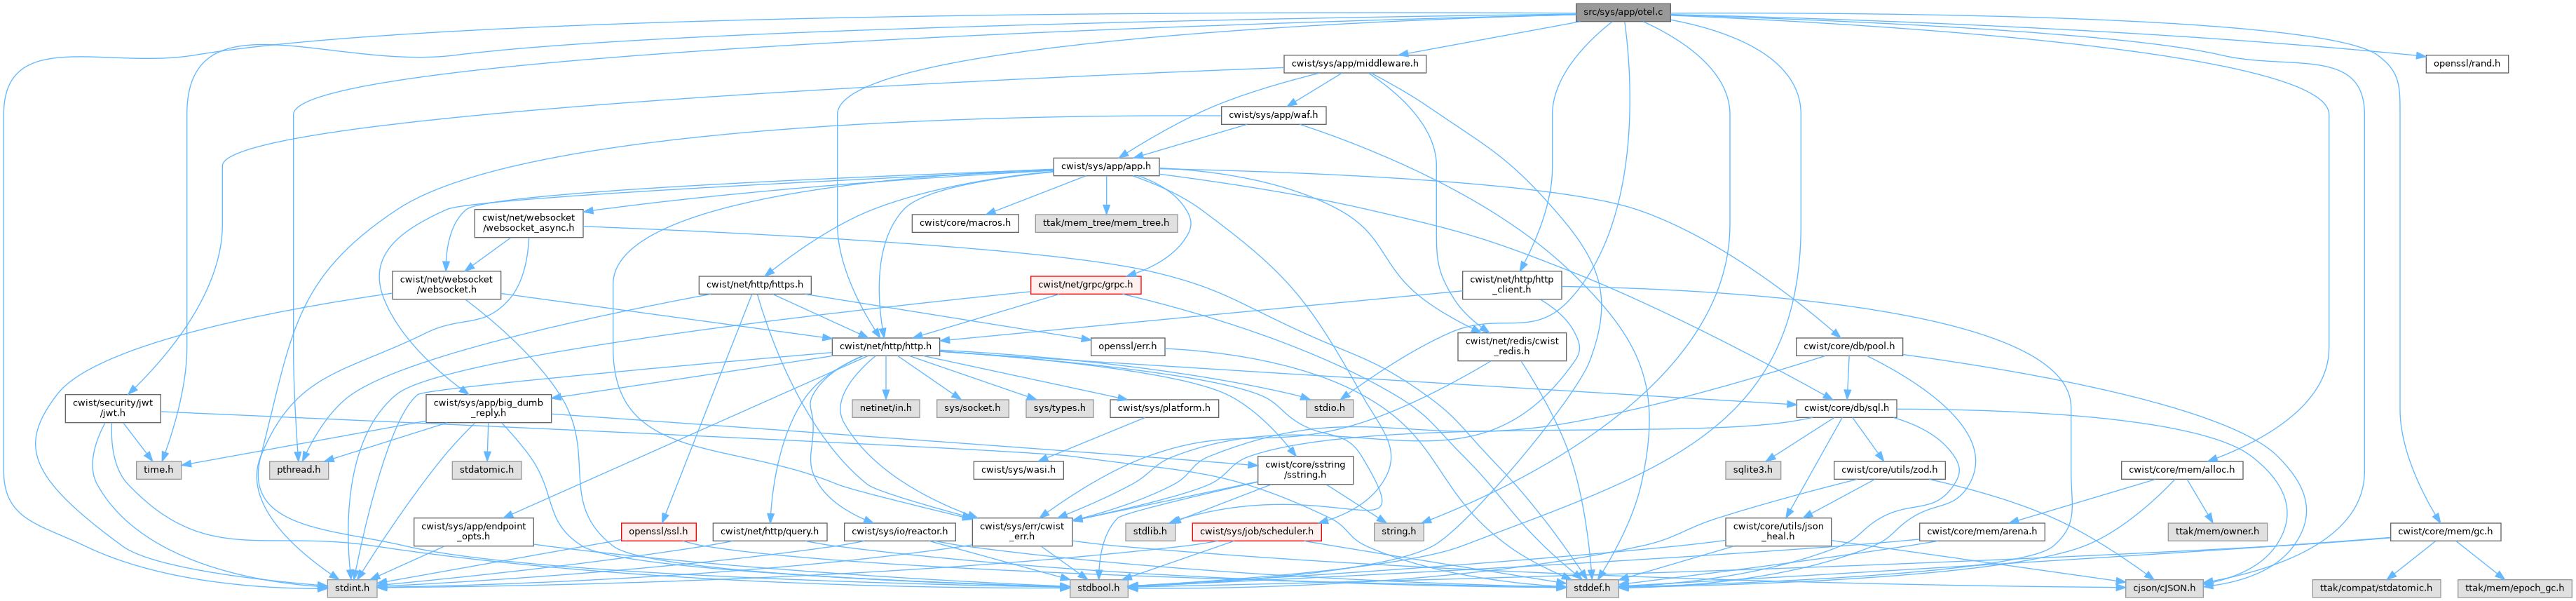 src/sys/app/otel.c
cwist/sys/app/middleware.h
openssl/rand.h
cwist/sys/app/waf.h
cwist/sys/app/app.h
cwist/net/websocket
/websocket_async.h
cwist/core/macros.h
ttak/mem_tree/mem_tree.h
cwist/net/websocket
/websocket.h
cwist/net/http/https.h
cwist/net/grpc/grpc.h
cwist/net/http/http
_client.h
cwist/net/http/http.h
openssl/err.h
cwist/net/redis/cwist
_redis.h
cwist/core/db/pool.h
cwist/security/jwt
/jwt.h
cwist/sys/app/big_dumb
_reply.h
netinet/in.h
sys/socket.h
sys/types.h
cwist/sys/platform.h
stdio.h
cwist/core/db/sql.h
time.h
pthread.h
stdatomic.h
cwist/sys/wasi.h
cwist/core/sstring
/sstring.h
sqlite3.h
cwist/core/utils/zod.h
cwist/core/mem/alloc.h
cwist/sys/app/endpoint
_opts.h
openssl/ssl.h
cwist/net/http/query.h
cwist/sys/io/reactor.h
cwist/sys/err/cwist
_err.h
stdlib.h
cwist/sys/job/scheduler.h
string.h
cwist/core/utils/json
_heal.h
cwist/core/mem/arena.h
ttak/mem/owner.h
cwist/core/mem/gc.h
stdint.h
stdbool.h
stddef.h
cjson/cJSON.h
ttak/compat/stdatomic.h
ttak/mem/epoch_gc.h